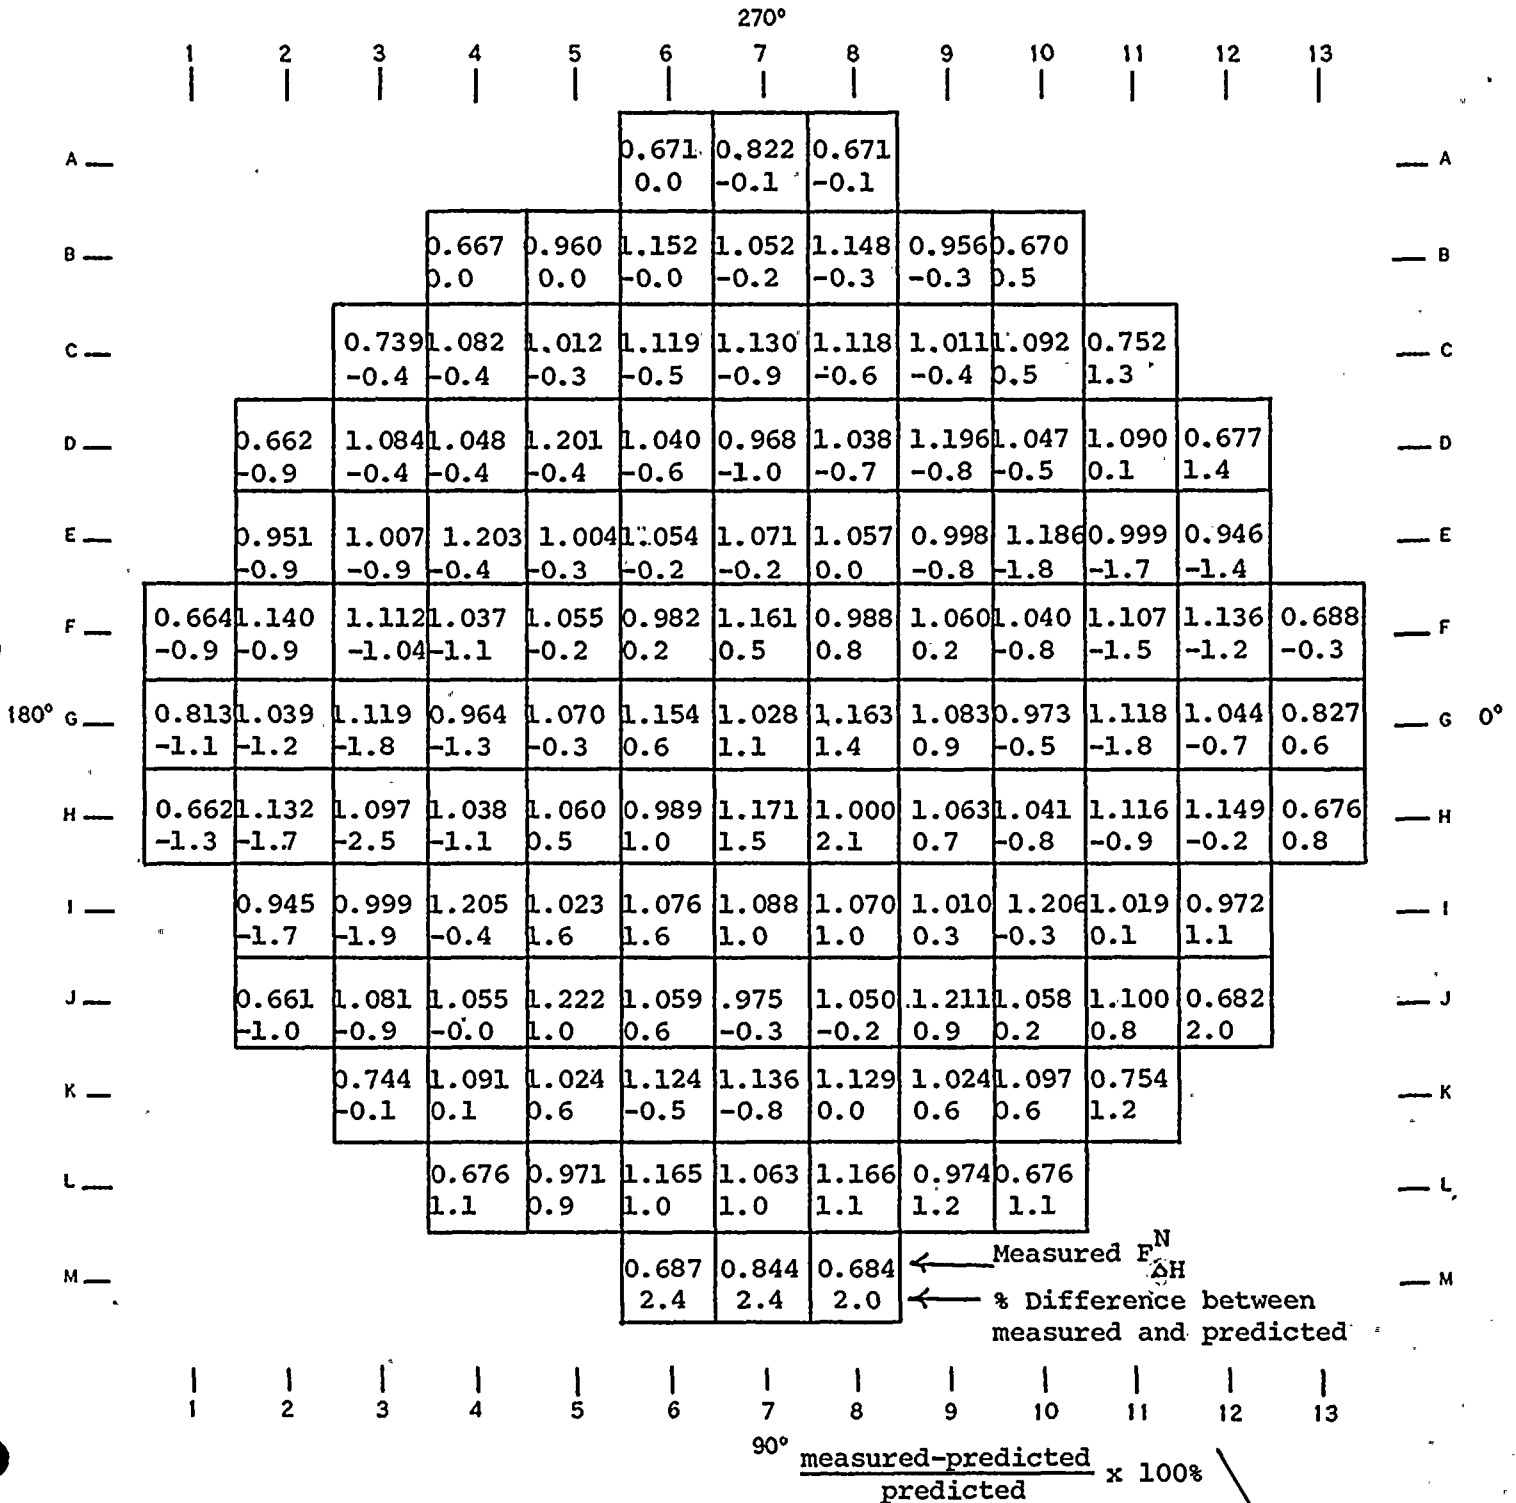 270°
1 2 3 4 5 6 7 8 9 10 11 12 13
A 0.671 0.822 0.671 A
0.0 -0.1 -0.1
B 0.667 0.960 1.152 1.052 1.148 0.956 0.670 B
0.0 0.0 -0.0 -0.2 -0.3 -0.3 0.5
C 0.739 1.082 1.012 1.119 1.130 1.118 1.011 1.092 0.752 C
-0.4 -0.4 -0.3 -0.5 -0.9 -0.6 -0.4 0.5 1.3
D 0.662 1.084 1.048 1.201 1.040 0.968 1.038 1.196 1.047 1.090 0.677 D
-0.9 -0.4 -0.4 -0.4 -0.6 -1.0 -0.7 -0.8 -0.5 0.1 1.4
E 0.951 1.007 1.203 1.004 1.054 1.071 1.057 0.998 1.186 0.999 0.946 E
-0.9 -0.9 -0.4 -0.3 -0.2 -0.2 0.0 -0.8 -1.8 -1.7 -1.4
F 0.664 1.140 1.112 1.037 1.055 0.982 1.161 0.988 1.060 1.040 1.107 1.136 0.688 F
-0.9 -0.9 -1.04 -1.1 -0.2 0.2 0.5 0.8 0.2 -0.8 -1.5 -1.2 -0.3
180° G 0.813 1.039 1.119 0.964 1.070 1.154 1.028 1.163 1.083 0.973 1.118 1.044 0.827 G 0°
-1.1 -1.2 -1.8 -1.3 -0.3 0.6 1.1 1.4 0.9 -0.5 -1.8 -0.7 0.6
H 0.662 1.132 1.097 1.038 1.060 0.989 1.171 1.000 1.063 1.041 1.116 1.149 0.676 H
-1.3 -1.7 -2.5 -1.1 0.5 1.0 1.5 2.1 0.7 -0.8 -0.9 -0.2 0.8
I 0.945 0.999 1.205 1.023 1.076 1.088 1.070 1.010 1.206 1.019 0.972 I
-1.7 -1.9 -0.4 1.6 1.6 1.0 1.0 0.3 -0.3 0.1 1.1
J 0.661 1.081 1.055 1.222 1.059 .975 1.050 1.211 1.058 1.100 0.682 J
-1.0 -0.9 -0.0 1.0 0.6 -0.3 -0.2 0.9 0.2 0.8 2.0
K 0.744 1.091 1.024 1.124 1.136 1.129 1.024 1.097 0.754 K
-0.1 0.1 0.6 -0.5 -0.8 0.0 0.6 0.6 1.2
L 0.676 0.971 1.165 1.063 1.166 0.974 0.676 L
1.1 0.9 1.0 1.0 1.1 1.2 1.1
M 0.687 0.844 0.684 Measured F N ΔH M
2.4 2.4 2.0 % Difference between
measured and predicted
1 2 3 4 5 6 7 8 9 10 11 12 13
90° measured-predicted
x 100%
predicted